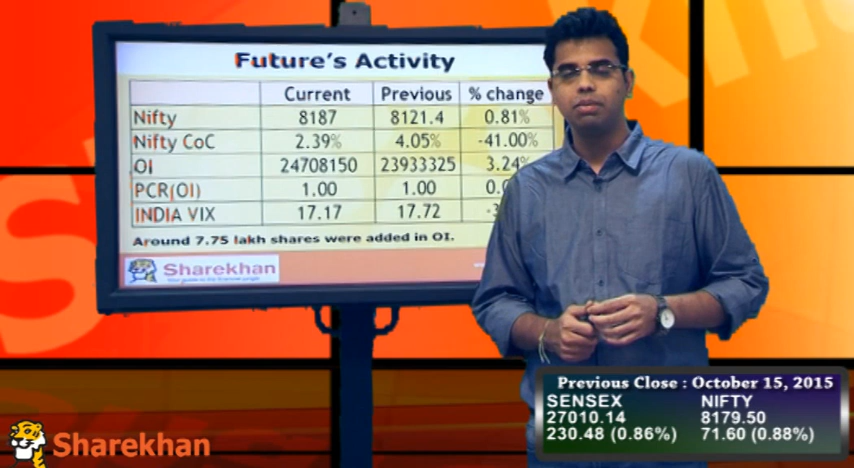 Future's Activity
Current Previous % change
Nifty 8187 8121.4 0.81%
Nifty CoC 2.39% 4.05% -41.00%
OI 24708150 23933325 3.24%
PCR(OI) 1.00 1.00
INDIA VIX 17.17 17.72
Around 7.75 lakh shares were added in OI.
Sharekhan
Previous Close : October 15, 2015
SENSEX NIFTY
27010.14 8179.50
230.48 (0.86%) 71.60 (0.88%)
Sharekhan